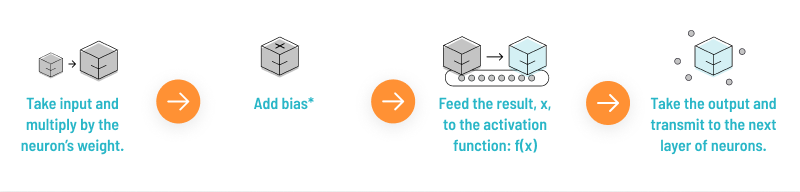 Take input and
multiply by the
neuron's weight.
Add bias*
Feed the result, x,
to the activation
function: f(x)
Take the output and
transmit to the next
layer of neurons.